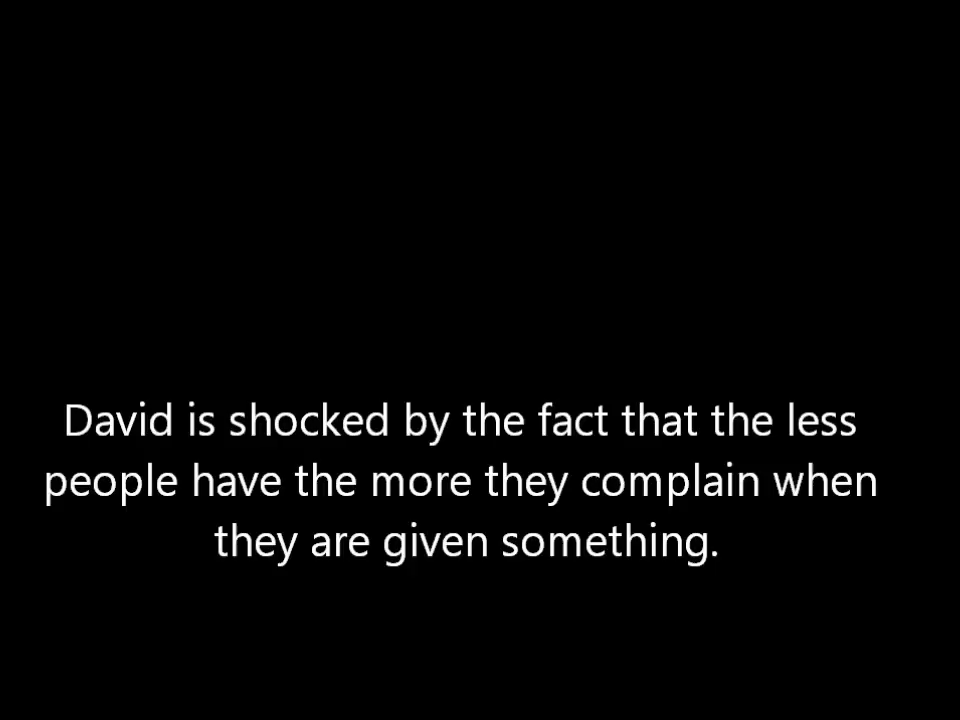 David is shocked by the fact that the less
people have the more they complain when
they are given something.